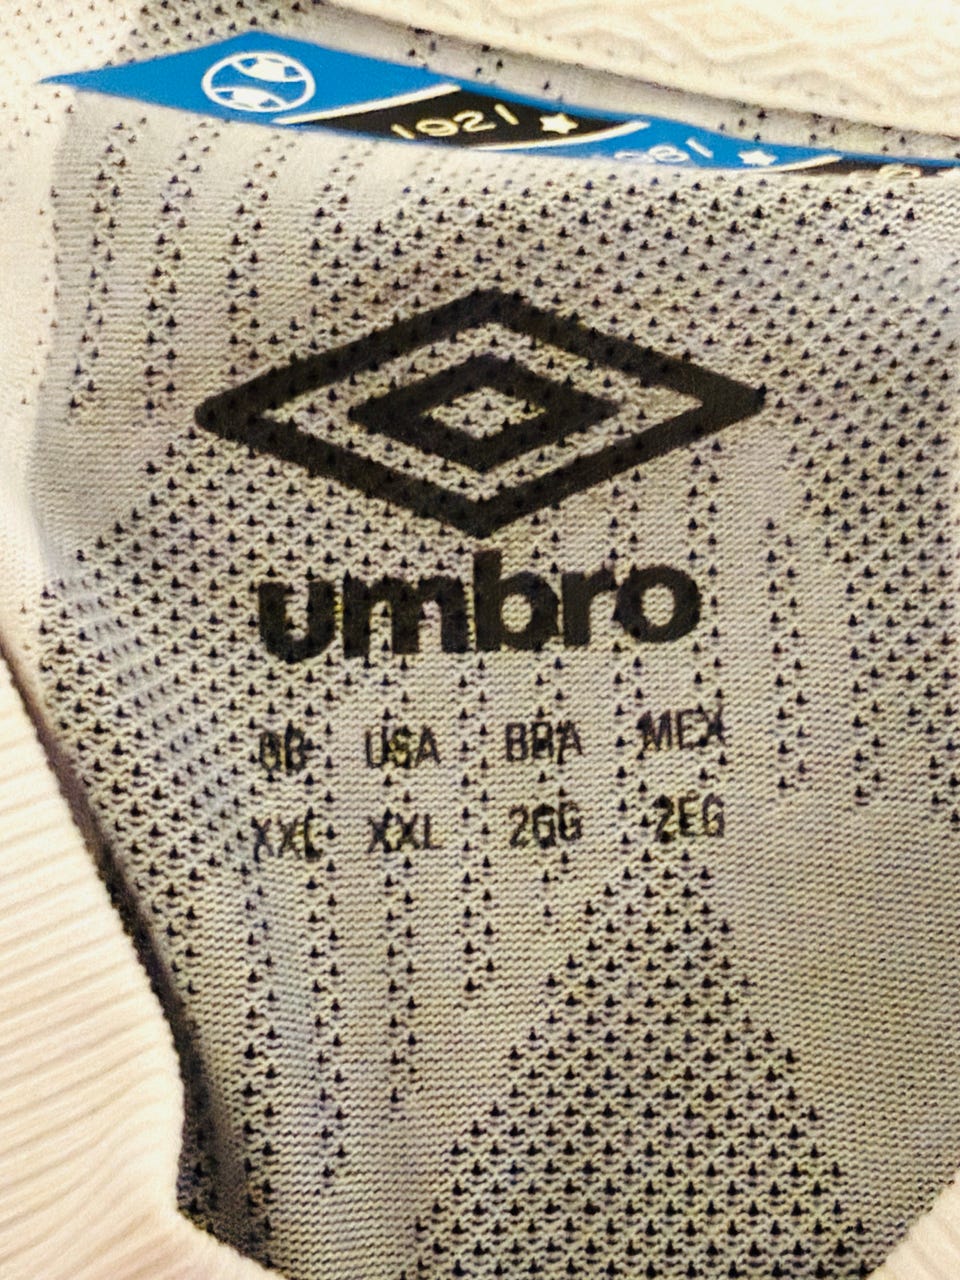 1921
umbro
GB USA BRA MEX
XXL XXL 2GG 2EG